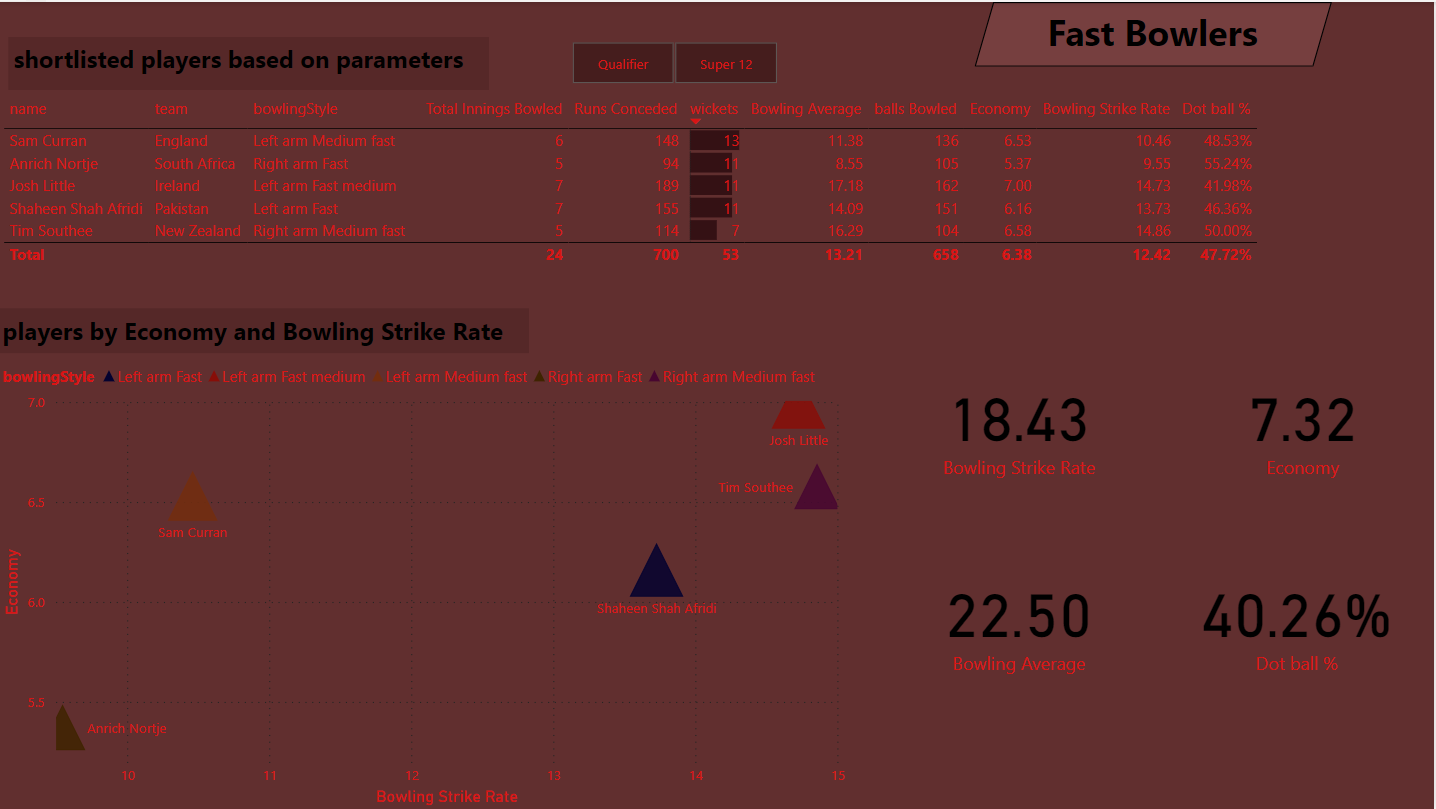 Fast Bowlers
shortlisted players based on parameters
Qualifier Super 12
name team bowlingStyle Total Innings Bowled Runs Conceded wickets Bowling Average balls Bowled Economy Bowling Strike Rate Dot ball %
Sam Curran England Left arm Medium fast 6 148 13 11.38 136 6.53 10.46 48.53%
Anrich Nortje South Africa Right arm Fast 5 94 11 8.55 105 5.37 9.55 55.24%
Josh Little Ireland Left arm Fast medium 7 189 11 17.18 162 7.00 14.73 41.98%
Shaheen Shah Afridi Pakistan Left arm Fast 7 155 11 14.09 151 6.16 13.73 46.36%
Tim Southee New Zealand Right arm Medium fast 5 114 7 16.29 104 6.58 14.86 50.00%
Total 24 700 53 13.21 658 6.38 12.42 47.72%
players by Economy and Bowling Strike Rate
bowlingStyle Left arm Fast Left arm Fast medium Left arm Medium fast Right arm Fast Right arm Medium fast
7.0
Josh Little
Tim Southee
6.5
Sam Curran
Economy
6.0
Shaheen Shah Afridi
5.5
Anrich Nortje
10 11 12 13 14 15
Bowling Strike Rate
18.43
Bowling Strike Rate
7.32
Economy
22.50
Bowling Average
40.26%
Dot ball %